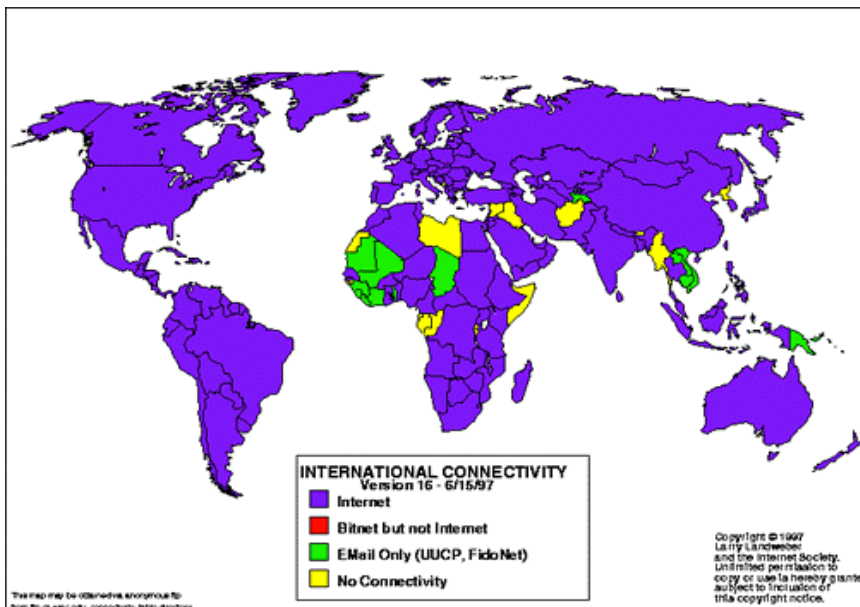 INTERNATIONAL CONNECTIVITY
Version 16 - 6/15/97
Internet
Bitnet but not Internet
EMail Only (UUCP, FidoNet)
No Connectivity
Copyright © 1997
Larry Landweber
and the Internet Society.
Unlimited permission to
copy or use is hereby grante
subject to inclusion of
this copyright notice.
This map may be obtained via anonymous ftp